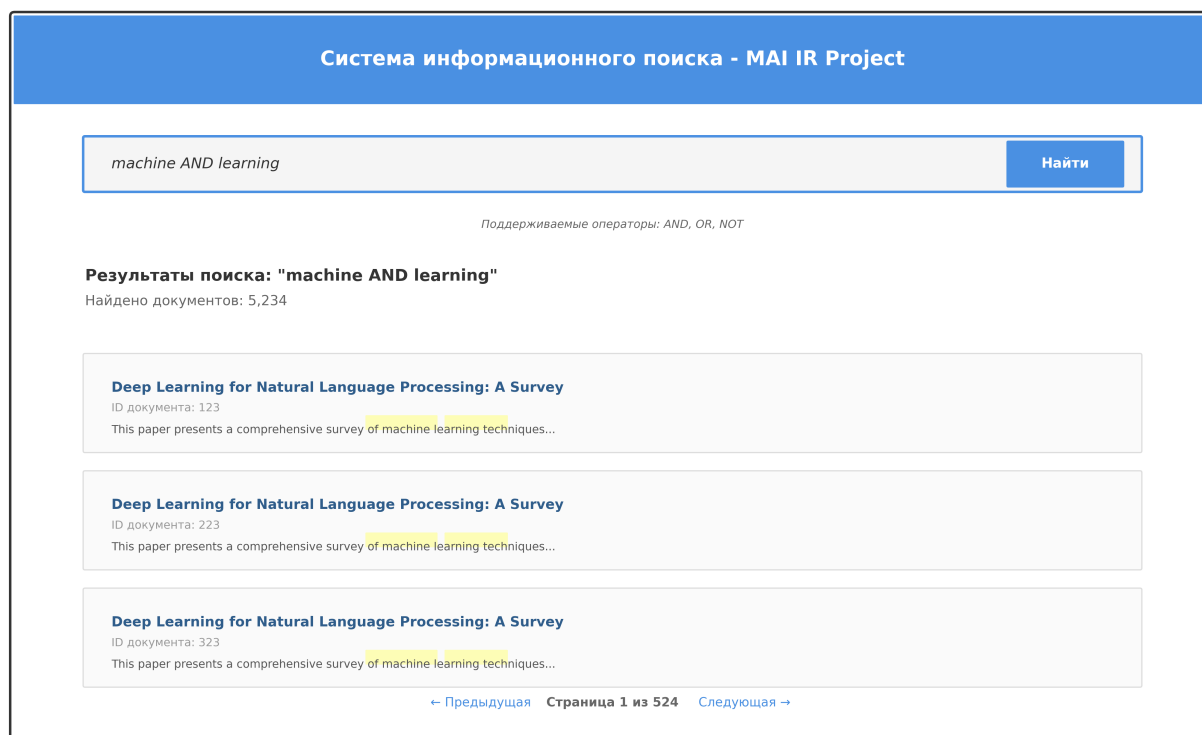 Система информационного поиска - MAI IR Project
machine AND learning
Найти
Поддерживаемые операторы: AND, OR, NOT
Результаты поиска: "machine AND learning"
Найдено документов: 5,234
Deep Learning for Natural Language Processing: A Survey
ID документа: 123
This paper presents a comprehensive survey of machine learning techniques...
Deep Learning for Natural Language Processing: A Survey
ID документа: 223
This paper presents a comprehensive survey of machine learning techniques...
Deep Learning for Natural Language Processing: A Survey
ID документа: 323
This paper presents a comprehensive survey of machine learning techniques...
← Предыдущая Страница 1 из 524 Следующая →